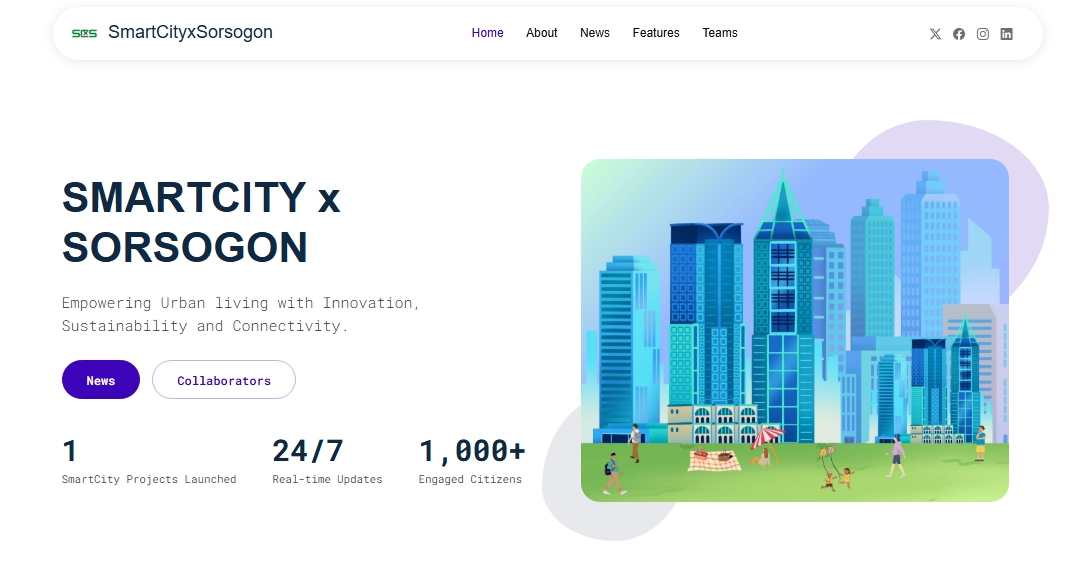 SCS SmartCityxSorsogon Home About News Features Teams
SMARTCITY x
SORSOGON
Empowering Urban living with Innovation,
Sustainability and Connectivity.
News Collaborators
1 24/7 1,000+
SmartCity Projects Launched Real-time Updates Engaged Citizens